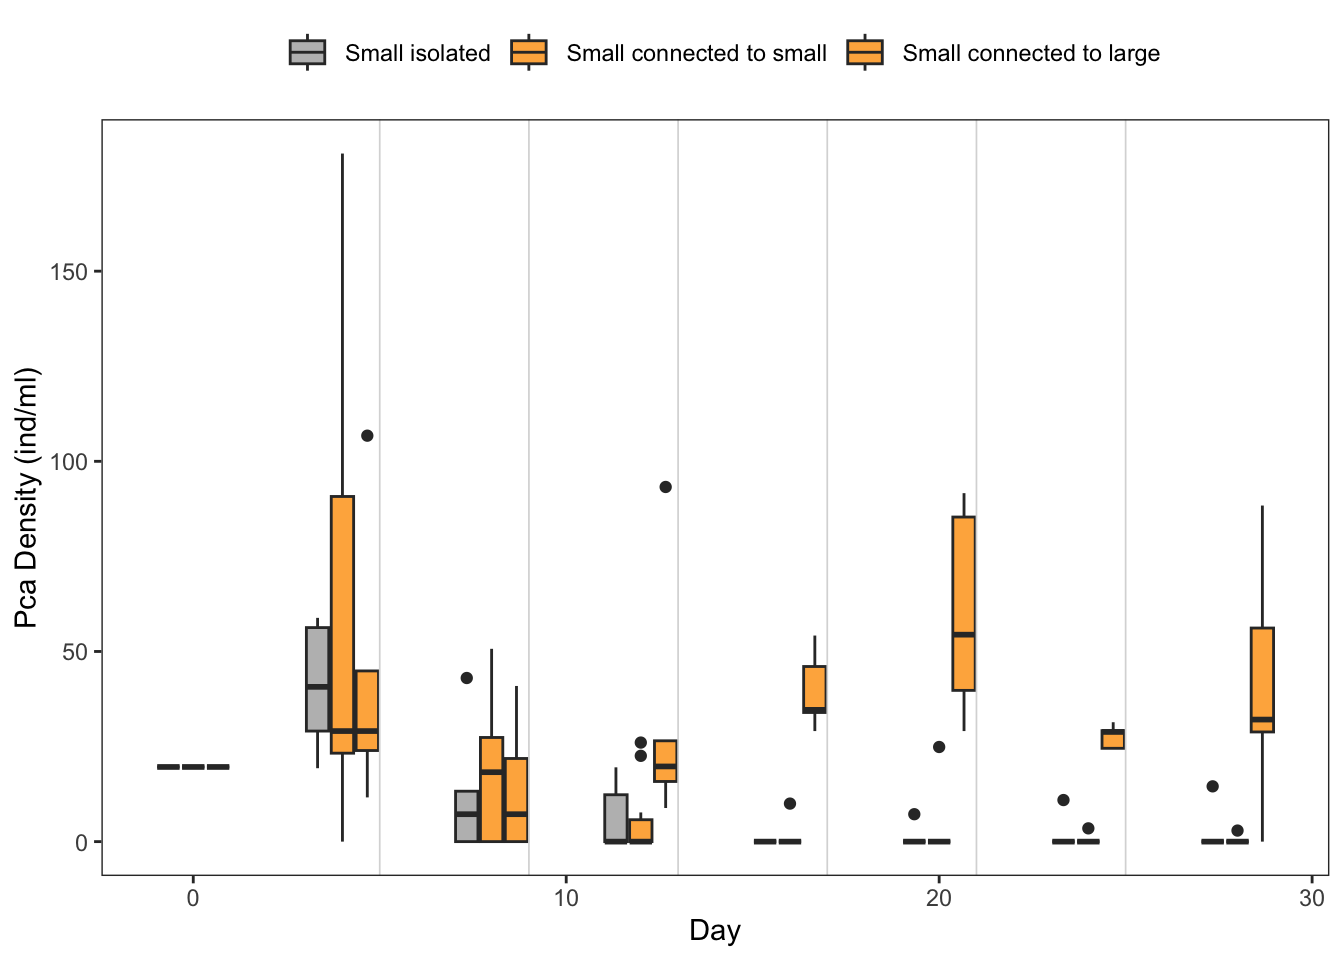 Small isolated Small connected to small Small connected to large
Pca Density (ind/ml)
150
100
50
0
0 10 20 30
Day